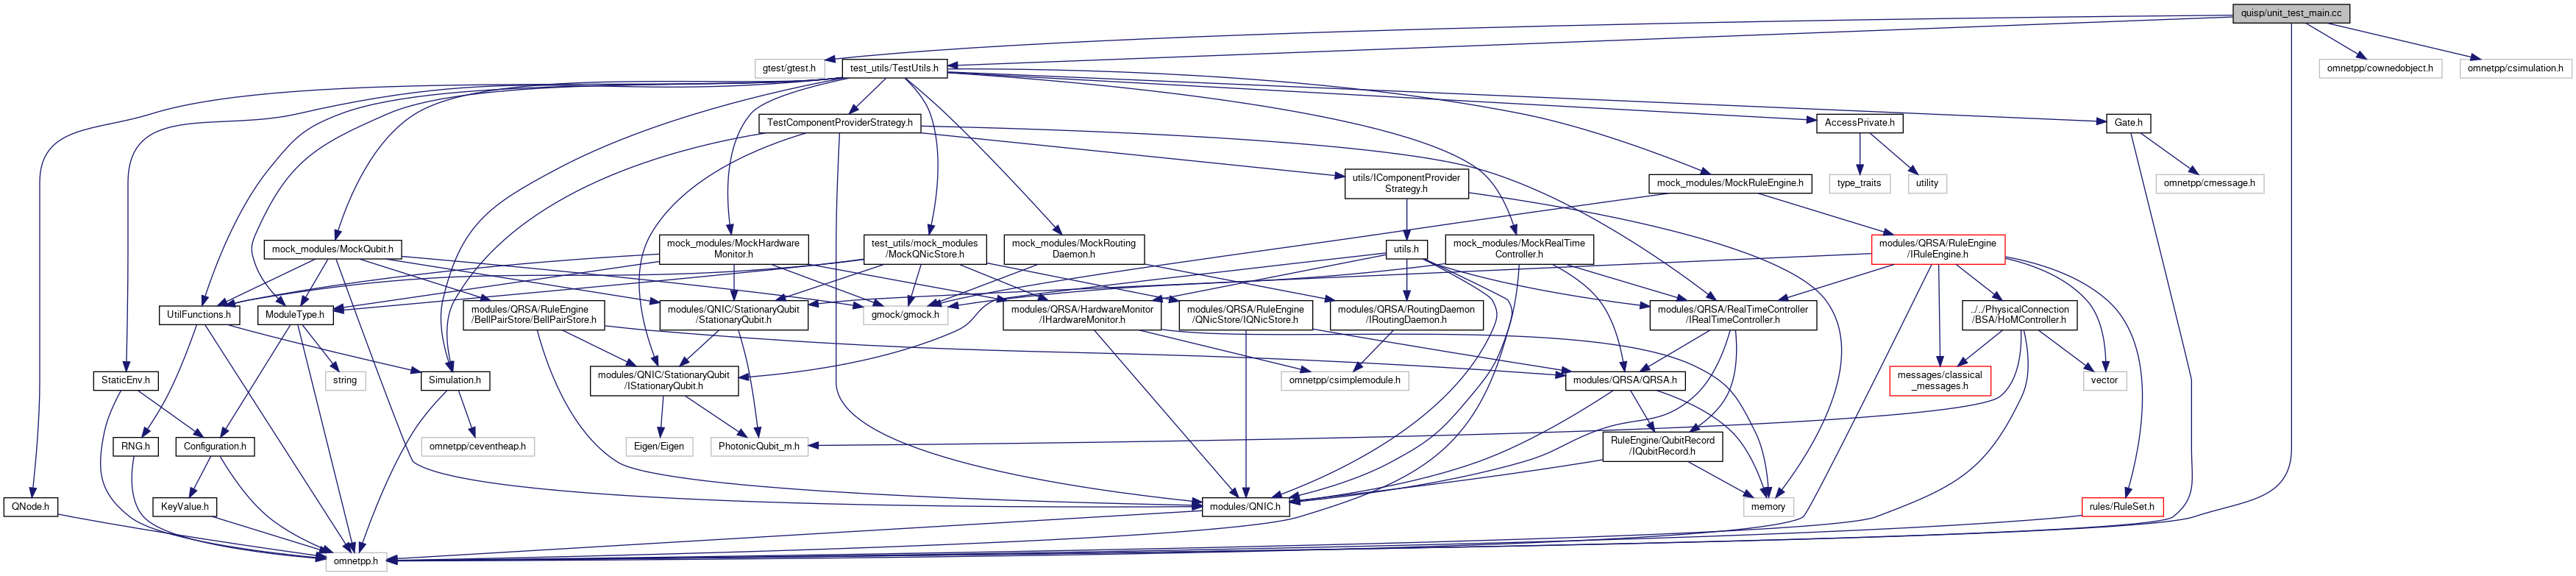 quisp/unit_test_main.cc
gtest/gtest.h
test_utils/TestUtils.h
omnetpp/cownedobject.h
omnetpp/csimulation.h
TestComponentProviderStrategy.h
AccessPrivate.h
Gate.h
utils/IComponentProvider
Strategy.h
mock_modules/MockRuleEngine.h
type_traits
utility
omnetpp/cmessage.h
mock_modules/MockQubit.h
mock_modules/MockHardware
Monitor.h
test_utils/mock_modules
/MockQNicStore.h
mock_modules/MockRouting
Daemon.h
utils.h
mock_modules/MockRealTime
Controller.h
modules/QRSA/RuleEngine
/IRuleEngine.h
UtilFunctions.h
ModuleType.h
modules/QRSA/RuleEngine
/BellPairStore/BellPairStore.h
modules/QNIC/StationaryQubit
/StationaryQubit.h
gmock/gmock.h
modules/QRSA/HardwareMonitor
/IHardwareMonitor.h
modules/QRSA/RuleEngine
/QNicStore/IQNicStore.h
modules/QRSA/RoutingDaemon
/IRoutingDaemon.h
modules/QRSA/RealTimeController
/IRealTimeController.h
../../PhysicalConnection
/BSA/HoMController.h
StaticEnv.h
string
Simulation.h
modules/QNIC/StationaryQubit
/IStationaryQubit.h
omnetpp/csimplemodule.h
modules/QRSA/QRSA.h
messages/classical
_messages.h
vector
RNG.h
Configuration.h
omnetpp/ceventheap.h
Eigen/Eigen
PhotonicQubit_m.h
RuleEngine/QubitRecord
/IQubitRecord.h
QNode.h
KeyValue.h
modules/QNIC.h
memory
rules/RuleSet.h
omnetpp.h